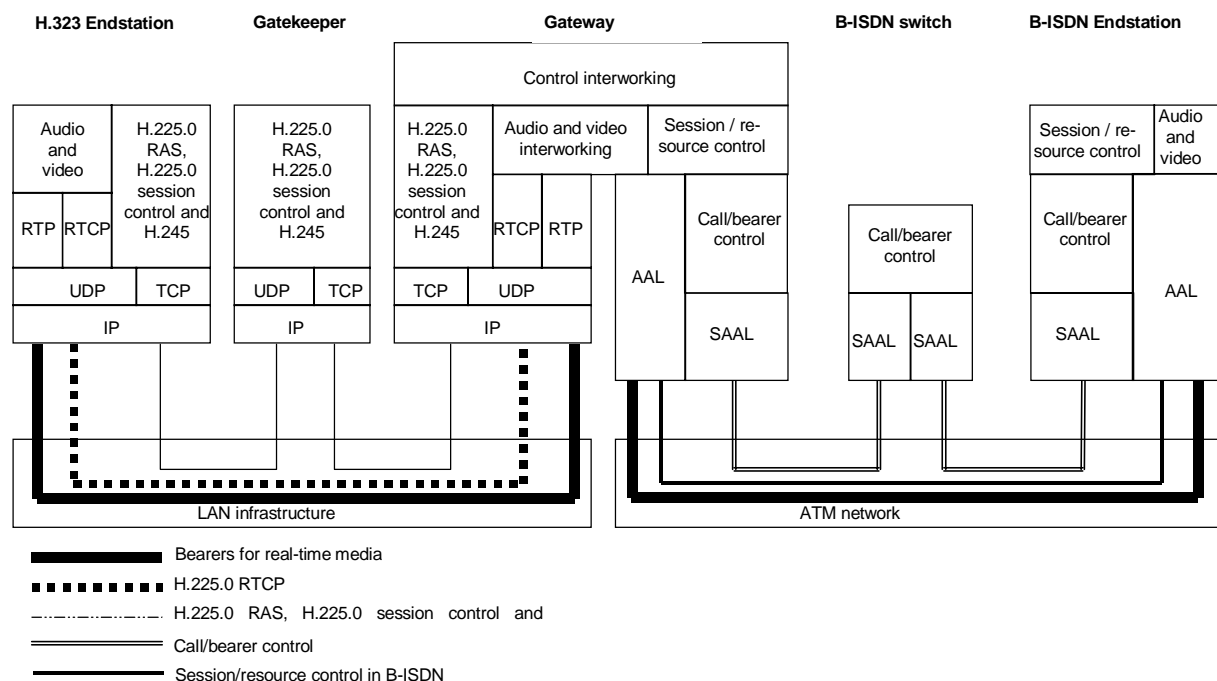 H.323 Endstation
Gatekeeper
Gateway
B-ISDN switch
B-ISDN Endstation
Audio
and
video
RTP
RTCP
H.225.0
RAS,
H.225.0
session
control and
H.245
UDP
TCP
IP
H.225.0
RAS,
H.225.0
session
control and
H.245
UDP
TCP
IP
Control interworking
H.225.0
RAS,
H.225.0
session
control and
H.245
Audio and video
interworking
Session / re-
source control
RTCP
RTP
TCP
UDP
IP
AAL
Call/bearer
control
SAAL
Call/bearer
control
SAAL
SAAL
Session / re-
source control
Audio
and
video
Call/bearer
control
SAAL
AAL
LAN infrastructure
ATM network
Bearers for real-time media
H.225.0 RTCP
H.225.0 RAS, H.225.0 session control and
Call/bearer control
Session/resource control in B-ISDN